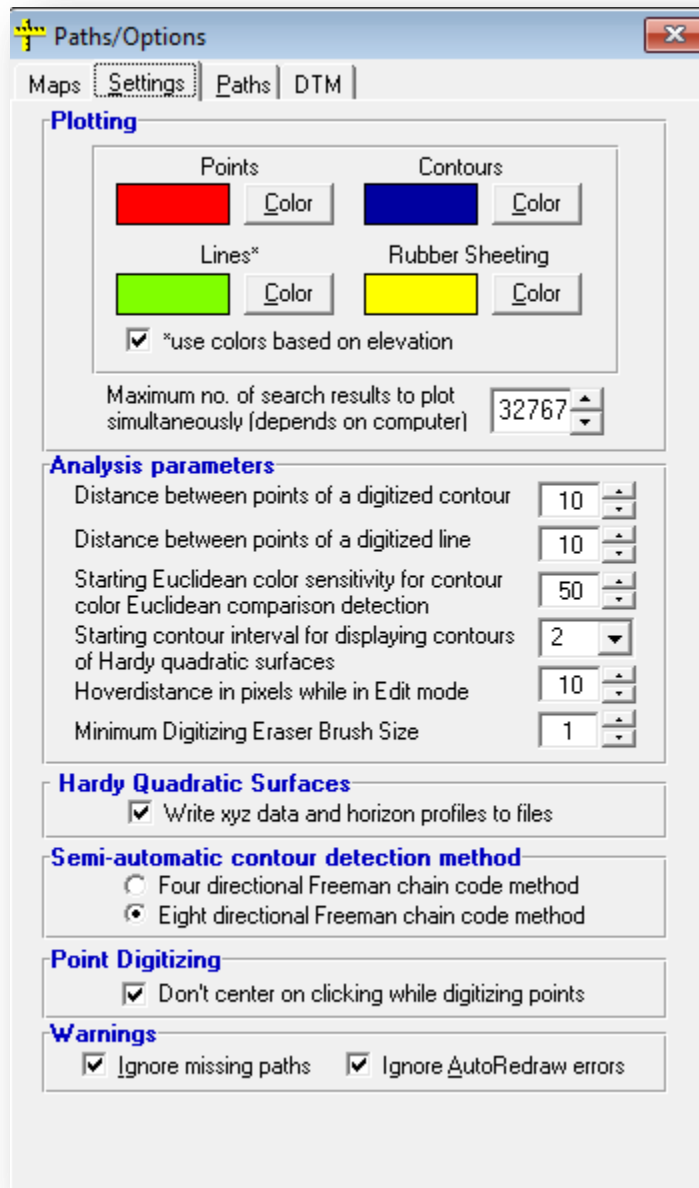 Paths/Options
Maps Settings Paths DTM
Plotting
Points Contours
Color Color
Lines* Rubber Sheeting
Color Color
*use colors based on elevation
Maximum no. of search results to plot
simultaneously (depends on computer)
32767
Analysis parameters
Distance between points of a digitized contour 10
Distance between points of a digitized line 10
Starting Euclidean color sensitivity for contour
color Euclidean comparison detection
50
Starting contour interval for displaying contours
of Hardy quadratic surfaces
2
Hoverdistance in pixels while in Edit mode 10
Minimum Digitizing Eraser Brush Size 1
Hardy Quadratic Surfaces
Write xyz data and horizon profiles to files
Semi-automatic contour detection method
Four directional Freeman chain code method
Eight directional Freeman chain code method
Point Digitizing
Don't center on clicking while digitizing points
Warnings
Ignore missing paths Ignore AutoRedraw errors